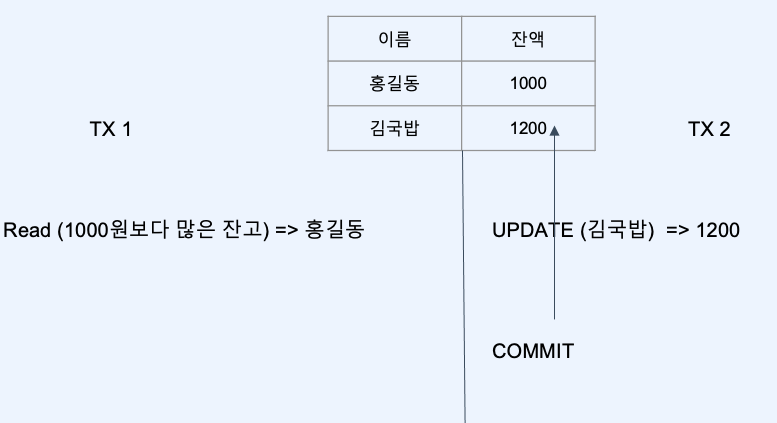 이름 잔액
홍길동 1000
김국밥 1200
TX 1 TX 2
Read (1000원보다 많은 잔고) => 홍길동 UPDATE (김국밥) => 1200
COMMIT